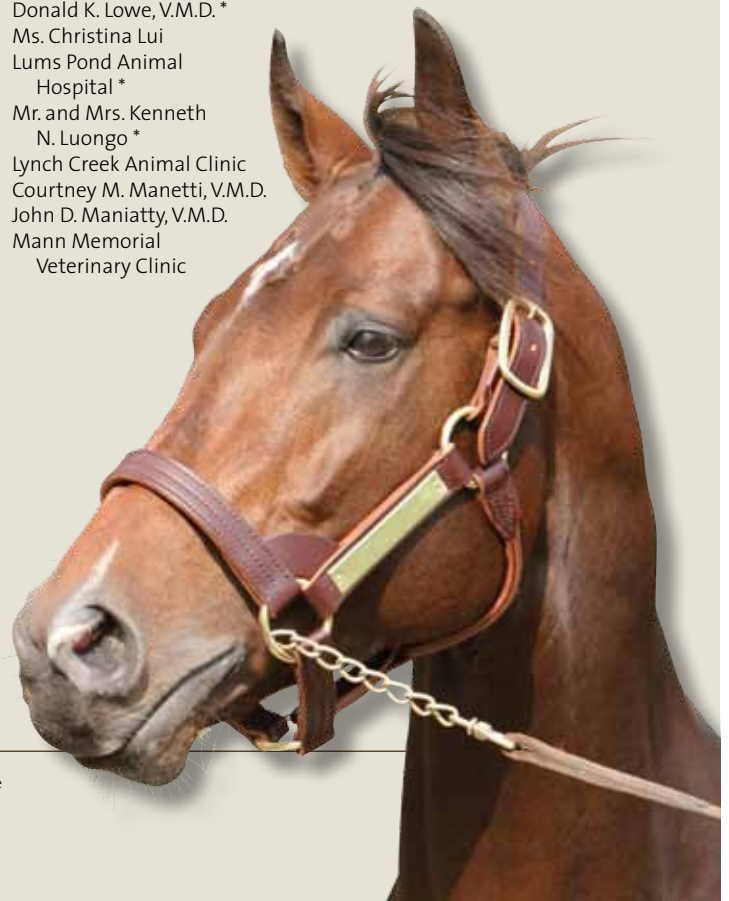 Donald K. Lowe, V.M.D. *
Ms. Christina Lui
Lums Pond Animal
Hospital *
Mr. and Mrs. Kenneth
N. Luongo *
Lynch Creek Animal Clinic
Courtney M. Manetti, V.M.D.
John D. Maniatty, V.M.D.
Mann Memorial
Veterinary Clinic